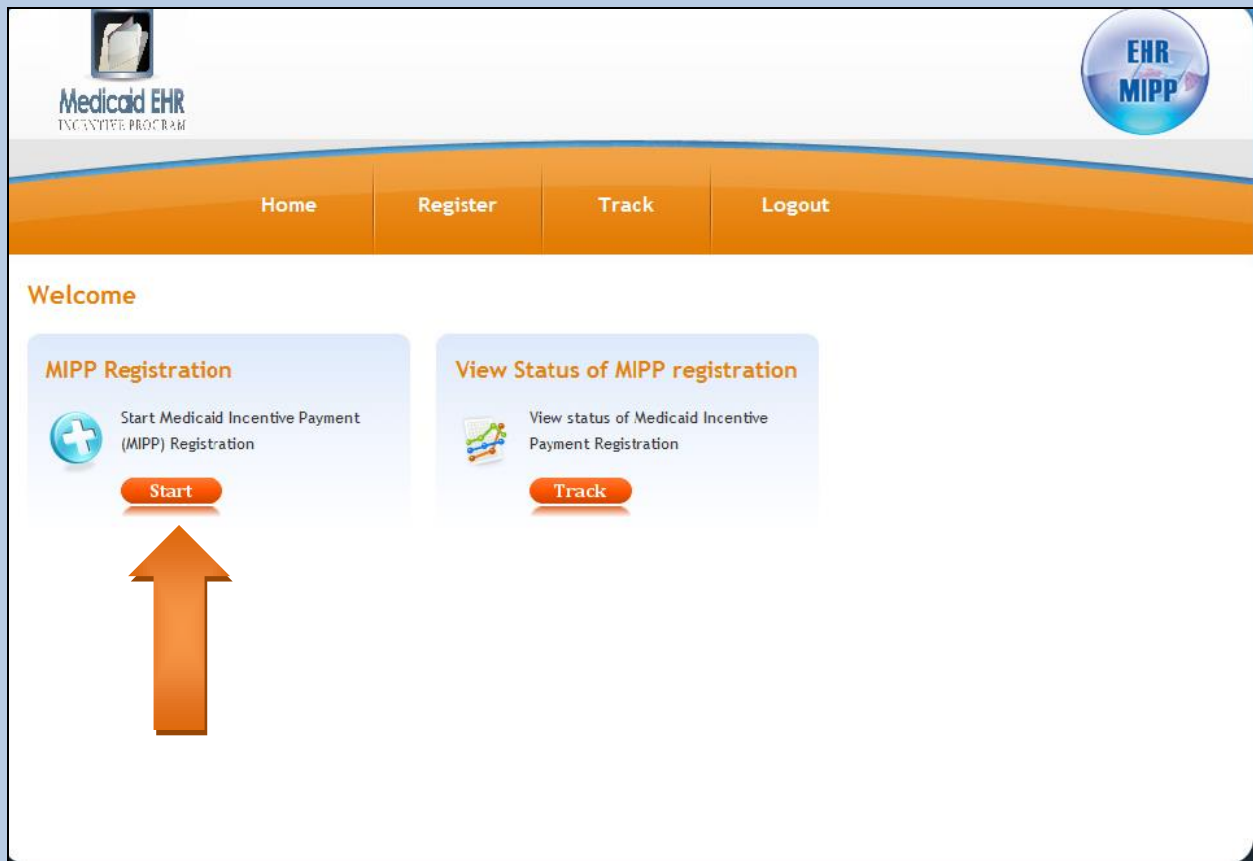 Medicaid EHR
INCENTIVE PROGRAM
EHR
MIPP
Home Register Track Logout
Welcome
MIPP Registration
Start Medicaid Incentive Payment
(MIPP) Registration
Start
View Status of MIPP registration
View status of Medicaid Incentive
Payment Registration
Track